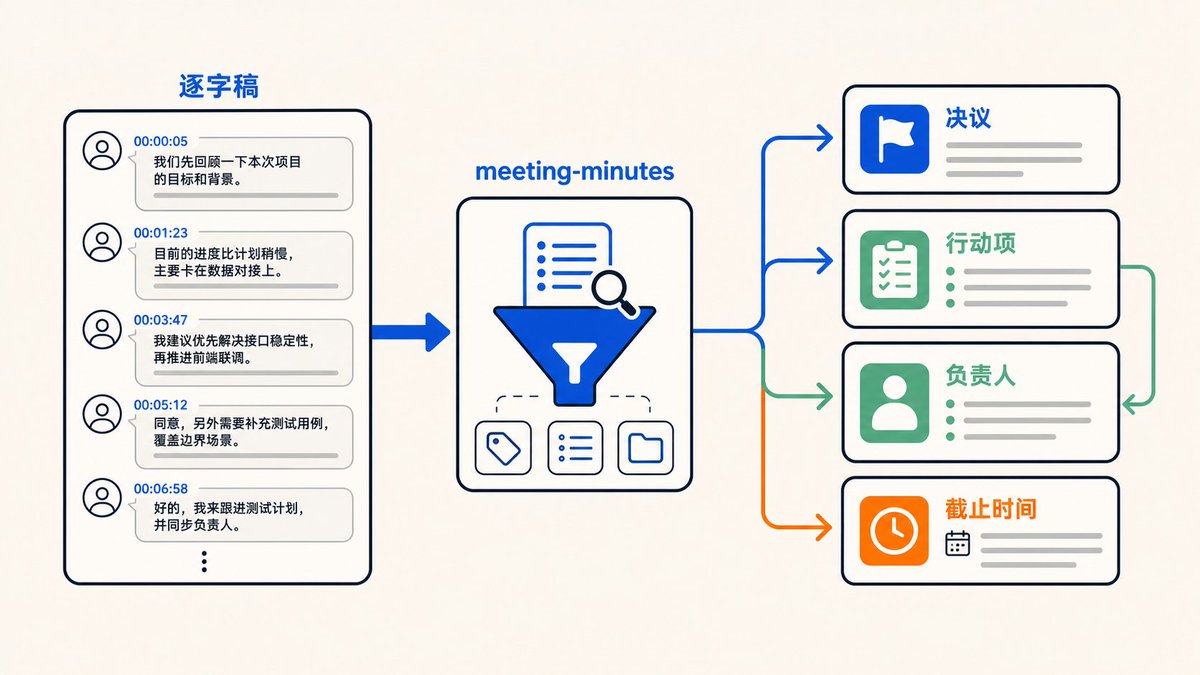 逐字稿
00:00:05
我们先回顾一下本次项目
的目标和背景。
00:01:23
目前的进度比计划稍慢，
主要卡在数据对接上。
00:03:47
我建议优先解决接口稳定性，
再推进前端联调。
00:05:12
同意，另外需要补充测试用例，
覆盖边界场景。
00:06:58
好的，我来跟进测试计划，
并同步负责人。
meeting-minutes
决议
行动项
负责人
截止时间